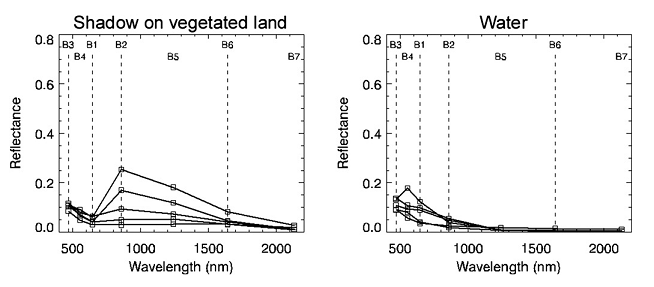 Shadow on vegetated land
0.8
B3
B1
B2
B6
B4
B5
B7
0.6
0.4
0.2
0.0
Reflectance
500 1000 1500 2000
Wavelength (nm)
Water
0.8
B3
B1
B2
B6
B4
B5
B7
0.6
0.4
0.2
0.0
Reflectance
500 1000 1500 2000
Wavelength (nm)